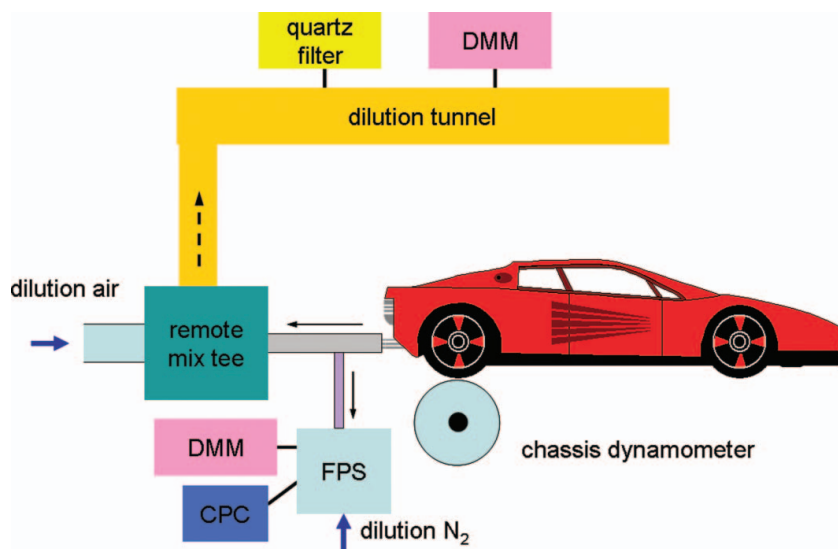 quartz
filter
DMM
dilution tunnel
dilution air
remote
mix tee
DMM
FPS
CPC
chassis dynamometer
dilution N₂